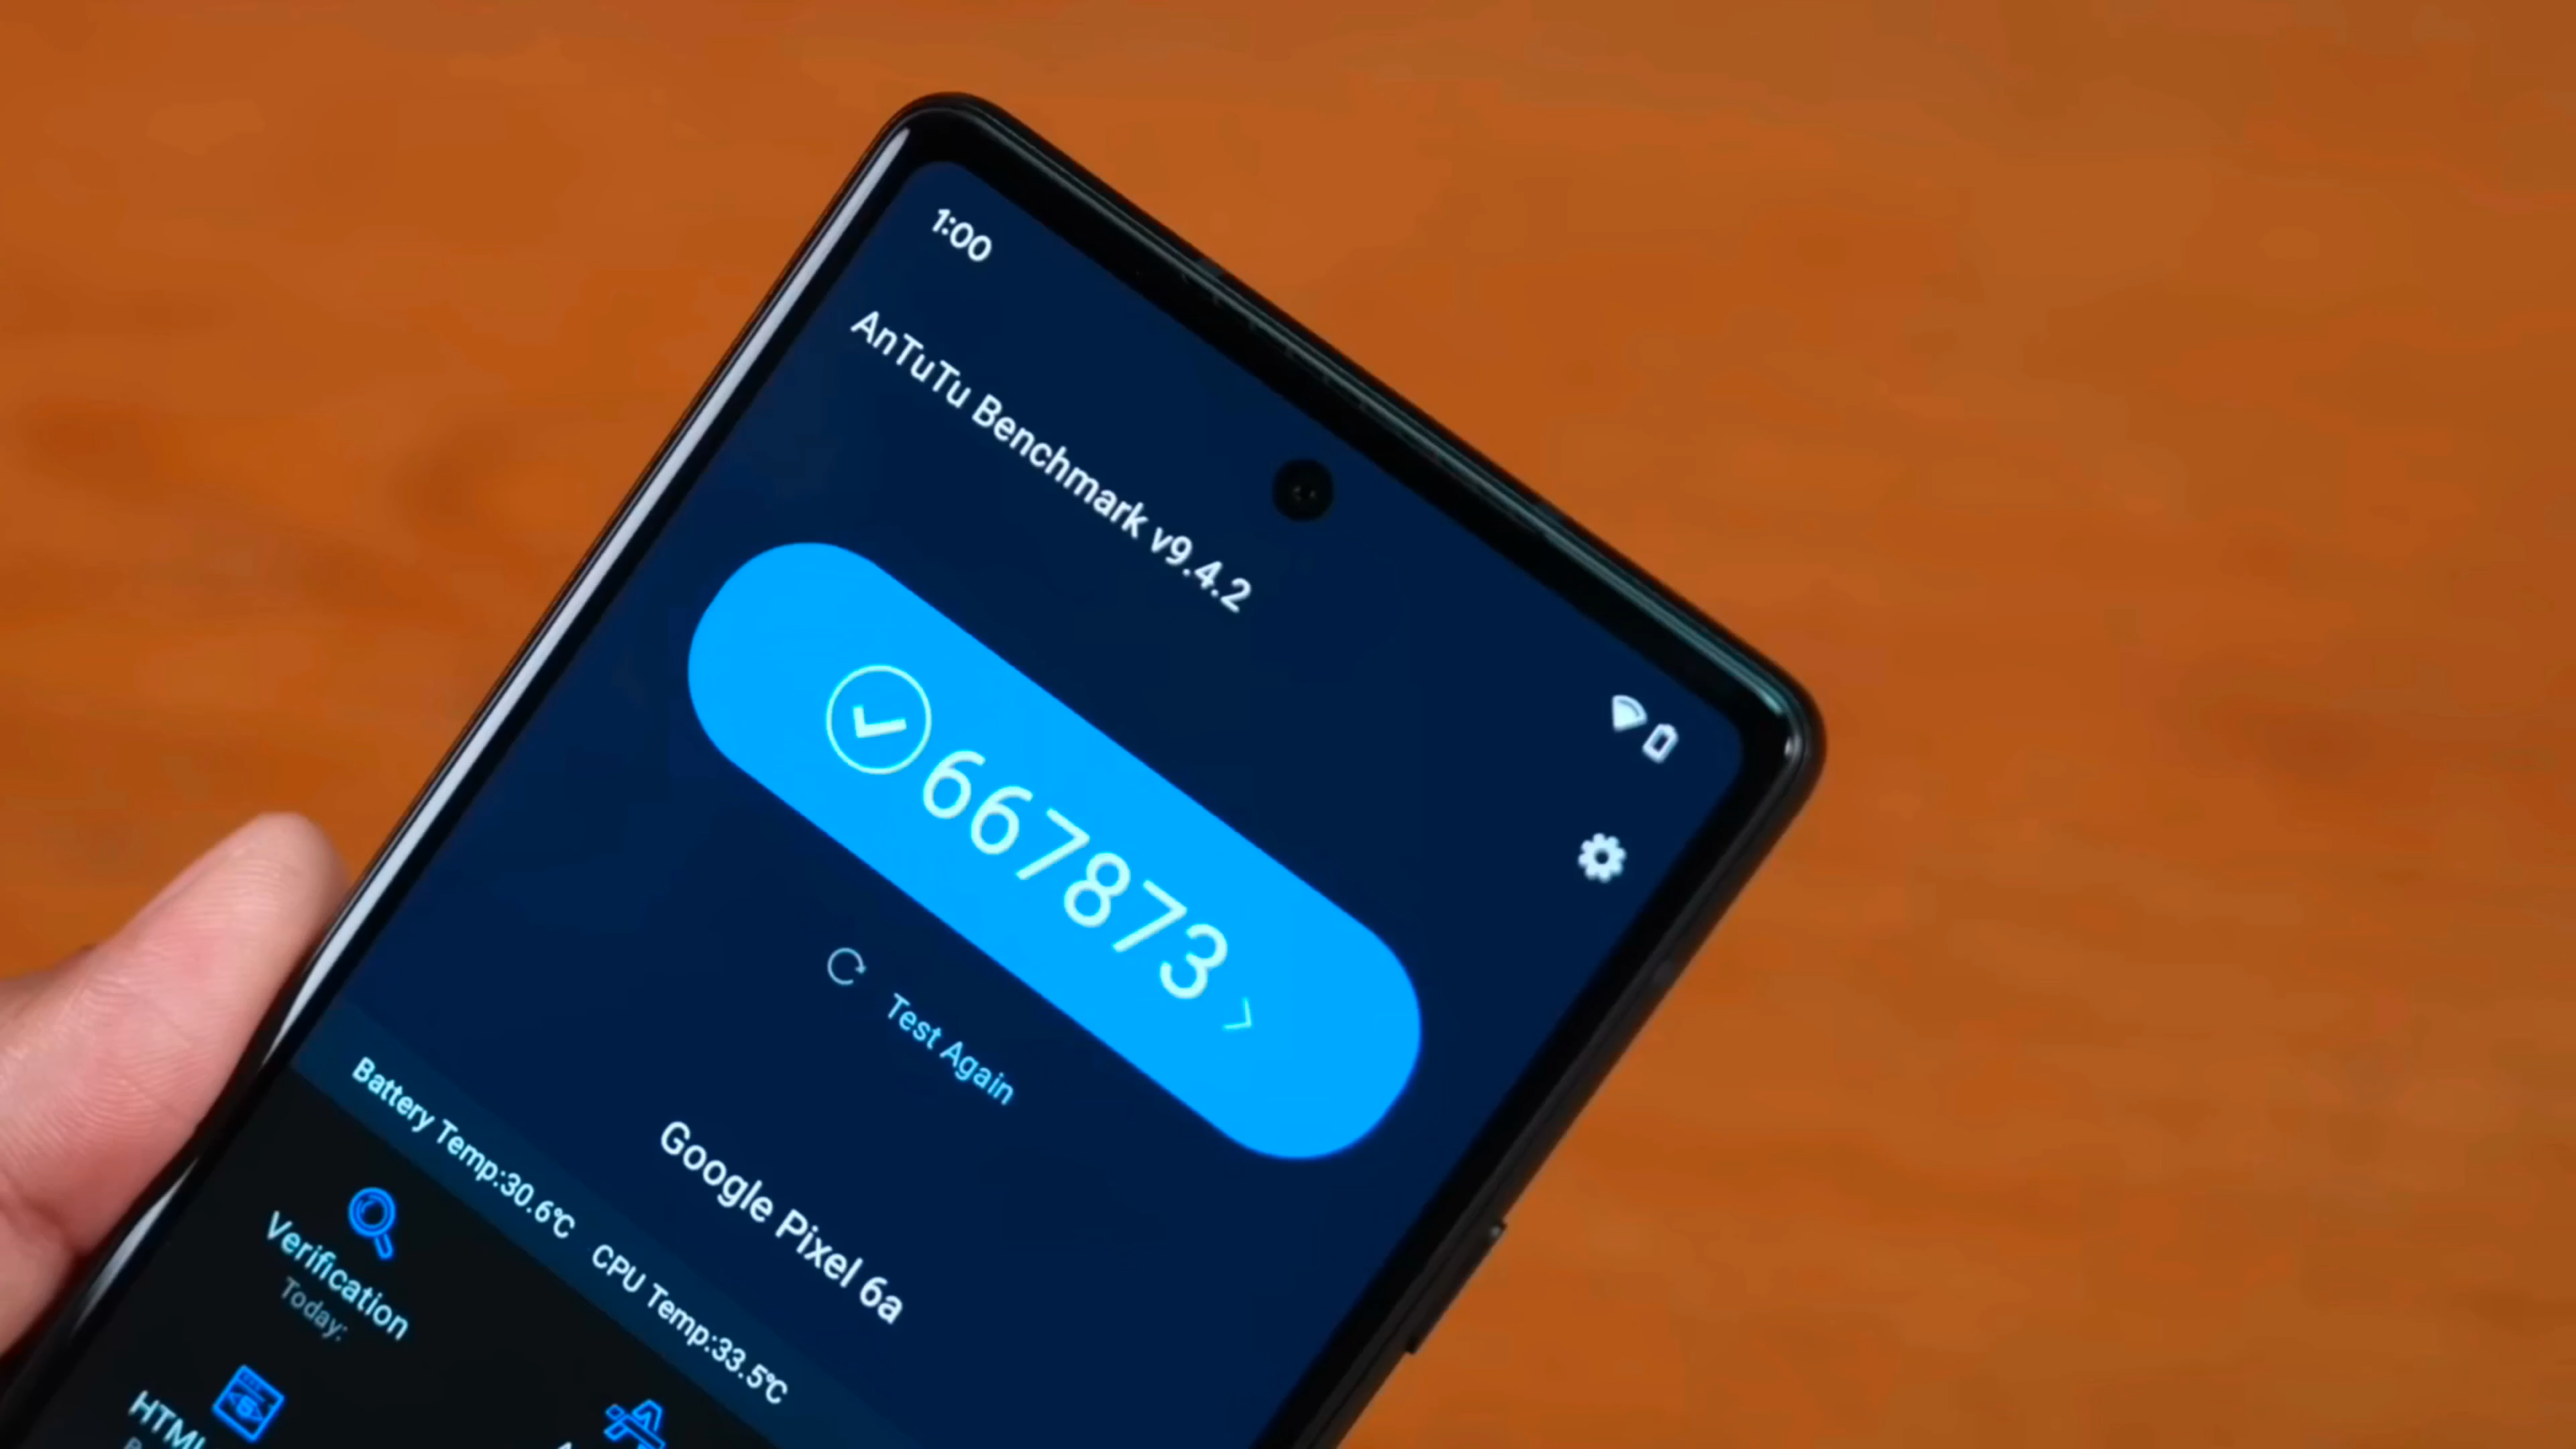 1:00
AnTuTu Benchmark v9.4.2
667873
Test Again
Google Pixel 6a
Battery Temp:30.6℃ CPU Temp:33.5℃
Verification
Today:
HTML